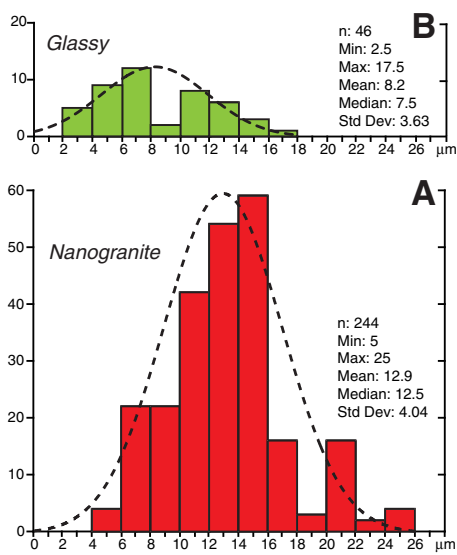 20
B
Glassy
n: 46
Min: 2.5
Max: 17.5
Mean: 8.2
Median: 7.5
Std Dev: 3.63
10
0
0 2 4 6 8 10 12 14 16 18 20 22 24 26 μm
60
A
50
Nanogranite
40
n: 244
Min: 5
Max: 25
Mean: 12.9
Median: 12.5
Std Dev: 4.04
30
20
10
0
0 2 4 6 8 10 12 14 16 18 20 22 24 26 μm